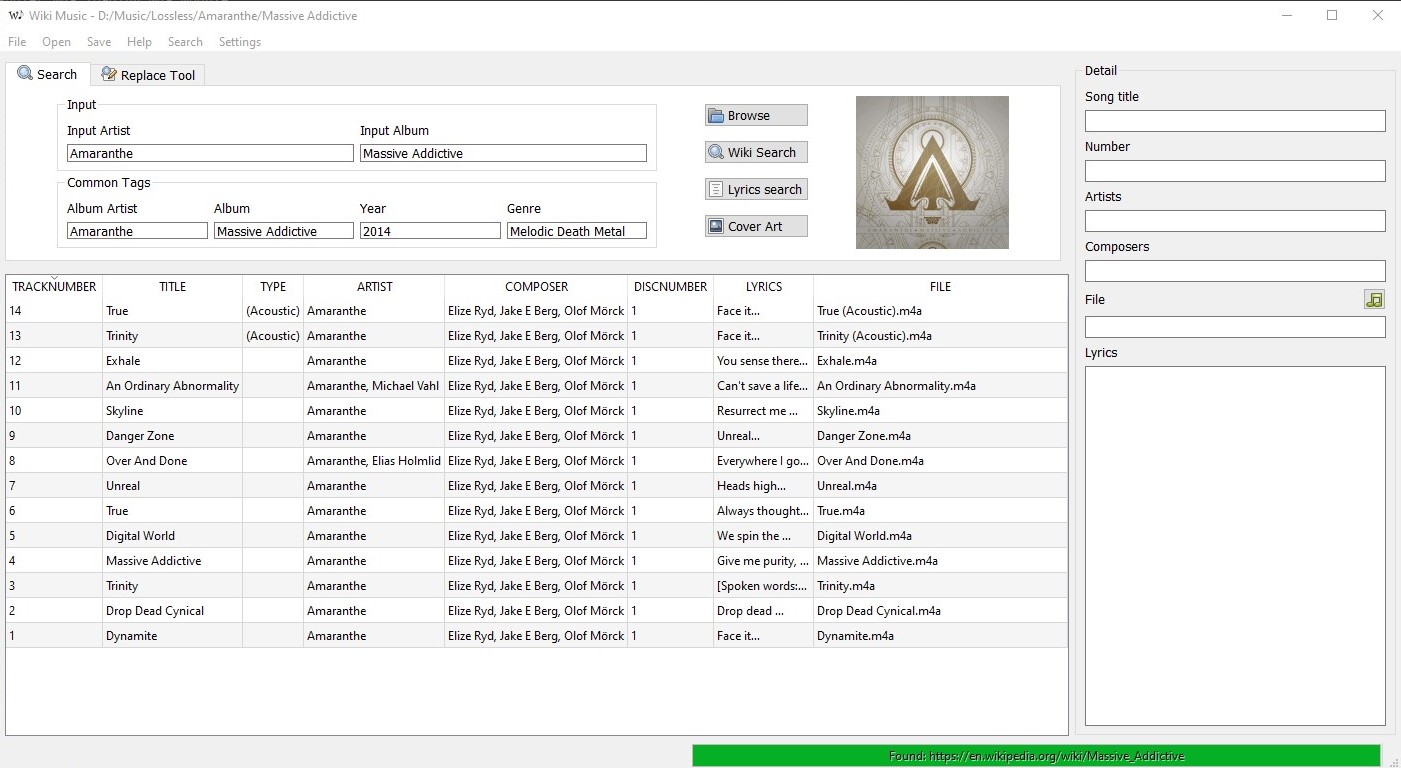 Wiki Music - D:/Music/Lossless/Amaranthe/Massive Addictive
File Open Save Help Search Settings
Search Replace Tool
Input
Input Artist Input Album
Amaranthe Massive Addictive
Common Tags
Album Artist Album Year Genre
Amaranthe Massive Addictive 2014 Melodic Death Metal
Browse
Wiki Search
Lyrics search
Cover Art
TRACKNUMBER TITLE TYPE ARTIST COMPOSER DISCNUMBER LYRICS FILE
14 True (Acoustic) Amaranthe Elize Ryd, Jake E Berg, Olof Mörck 1 Face it... True (Acoustic).m4a
13 Trinity (Acoustic) Amaranthe Elize Ryd, Jake E Berg, Olof Mörck 1 Face it... Trinity (Acoustic).m4a
12 Exhale Amaranthe Elize Ryd, Jake E Berg, Olof Mörck 1 You sense there... Exhale.m4a
11 An Ordinary Abnormality Amaranthe, Michael Vahl Elize Ryd, Jake E Berg, Olof Mörck 1 Can't save a life... An Ordinary Abnormality.m4a
10 Skyline Amaranthe Elize Ryd, Jake E Berg, Olof Mörck 1 Resurrect me ... Skyline.m4a
9 Danger Zone Amaranthe Elize Ryd, Jake E Berg, Olof Mörck 1 Unreal... Danger Zone.m4a
8 Over And Done Amaranthe, Elias Holmlid Elize Ryd, Jake E Berg, Olof Mörck 1 Everywhere I go... Over And Done.m4a
7 Unreal Amaranthe Elize Ryd, Jake E Berg, Olof Mörck 1 Heads high... Unreal.m4a
6 True Amaranthe Elize Ryd, Jake E Berg, Olof Mörck 1 Always thought... True.m4a
5 Digital World Amaranthe Elize Ryd, Jake E Berg, Olof Mörck 1 We spin the ... Digital World.m4a
4 Massive Addictive Amaranthe Elize Ryd, Jake E Berg, Olof Mörck 1 Give me purity, ... Massive Addictive.m4a
3 Trinity Amaranthe Elize Ryd, Jake E Berg, Olof Mörck 1 [Spoken words:... Trinity.m4a
2 Drop Dead Cynical Amaranthe Elize Ryd, Jake E Berg, Olof Mörck 1 Drop dead ... Drop Dead Cynical.m4a
1 Dynamite Amaranthe Elize Ryd, Jake E Berg, Olof Mörck 1 Face it... Dynamite.m4a
Detail
Song title
Number
Artists
Composers
File
Lyrics
Found: https://en.wikipedia.org/wiki/Massive_Addictive